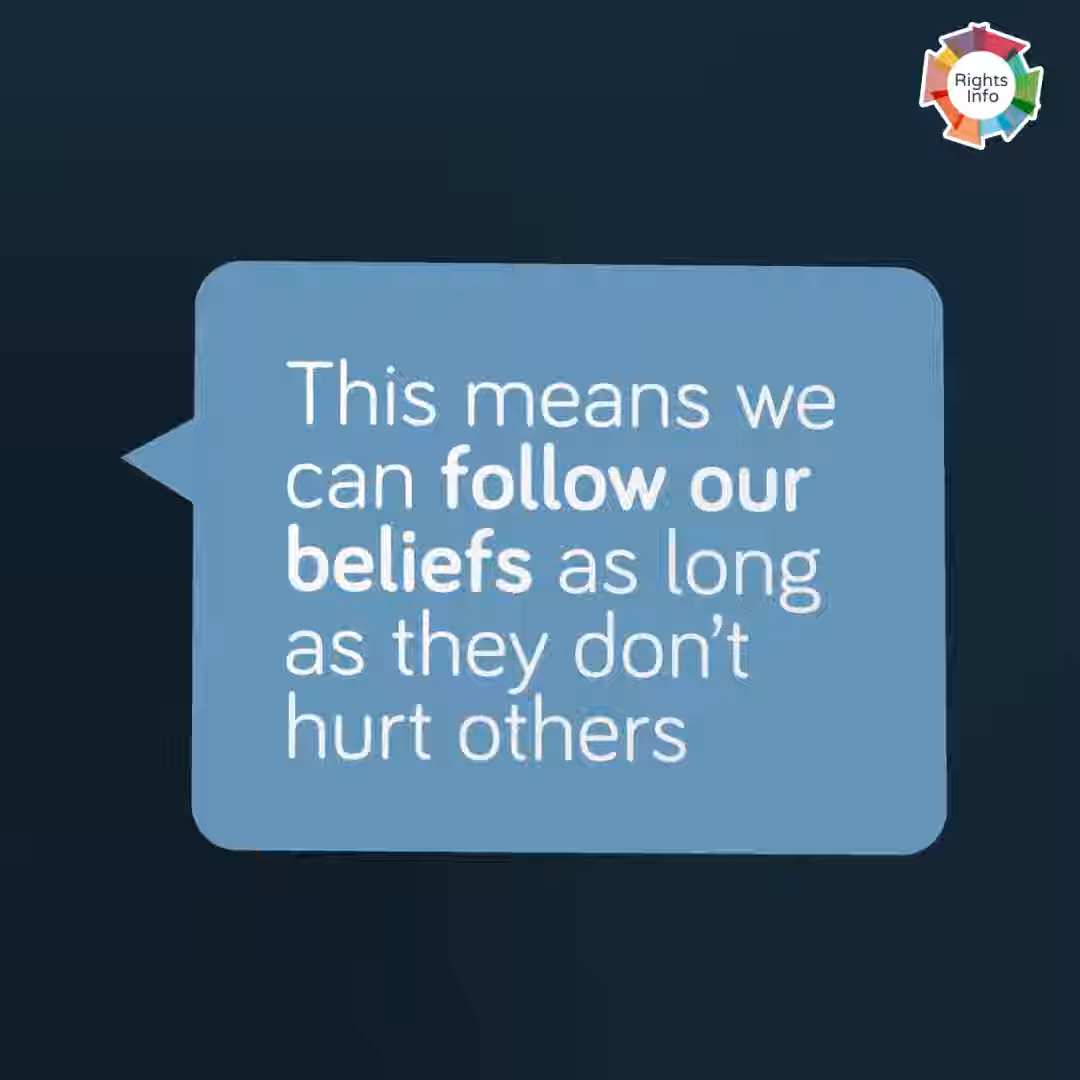 Rights
Info
This means we
can follow our
beliefs as long
as they don't
hurt others